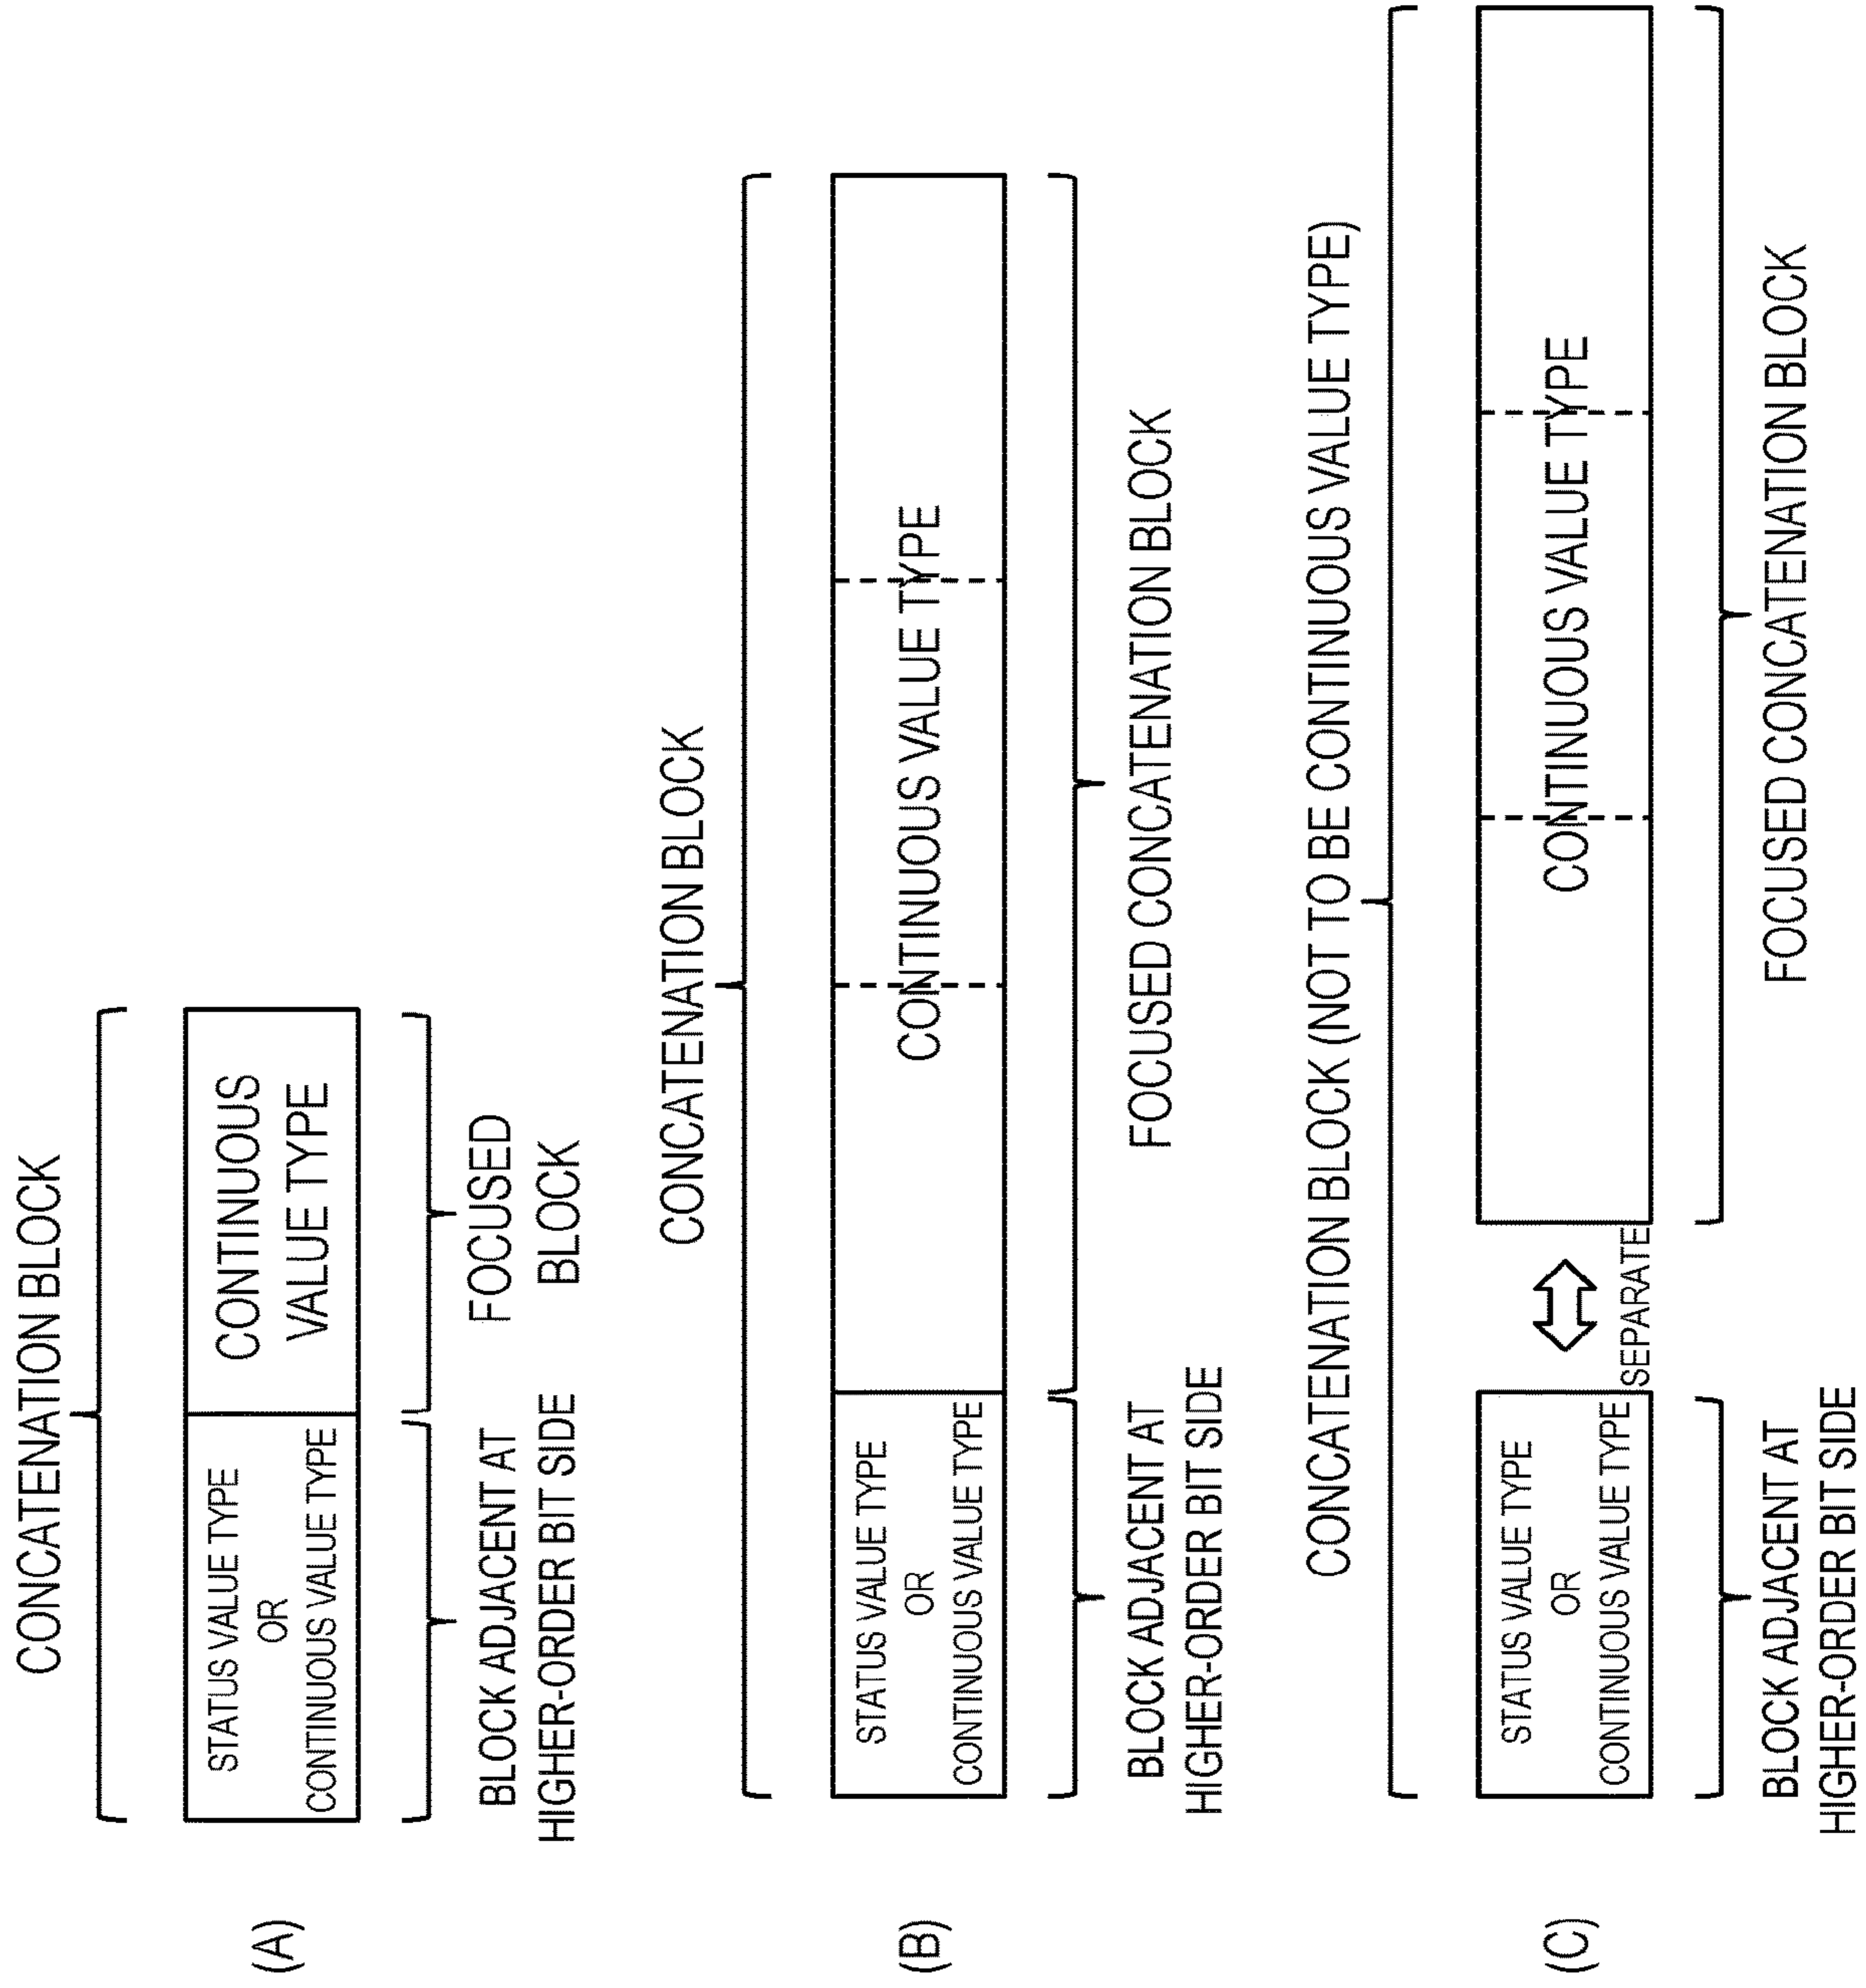 (A)
CONCATENATION BLOCK
STATUS VALUE TYPE
OR
CONTINUOUS VALUE TYPE
CONTINUOUS
VALUE TYPE
BLOCK ADJACENT AT
HIGHER-ORDER BIT SIDE
FOCUSED
BLOCK
(B)
CONCATENATION BLOCK
STATUS VALUE TYPE
OR
CONTINUOUS VALUE TYPE
CONTINUOUS VALUE TYPE
BLOCK ADJACENT AT
HIGHER-ORDER BIT SIDE
FOCUSED CONCATENATION BLOCK
(C)
CONCATENATION BLOCK (NOT TO BE CONTINUOUS VALUE TYPE)
STATUS VALUE TYPE
OR
CONTINUOUS VALUE TYPE
SEPARATE
CONTINUOUS VALUE TYPE
BLOCK ADJACENT AT
HIGHER-ORDER BIT SIDE
FOCUSED CONCATENATION BLOCK